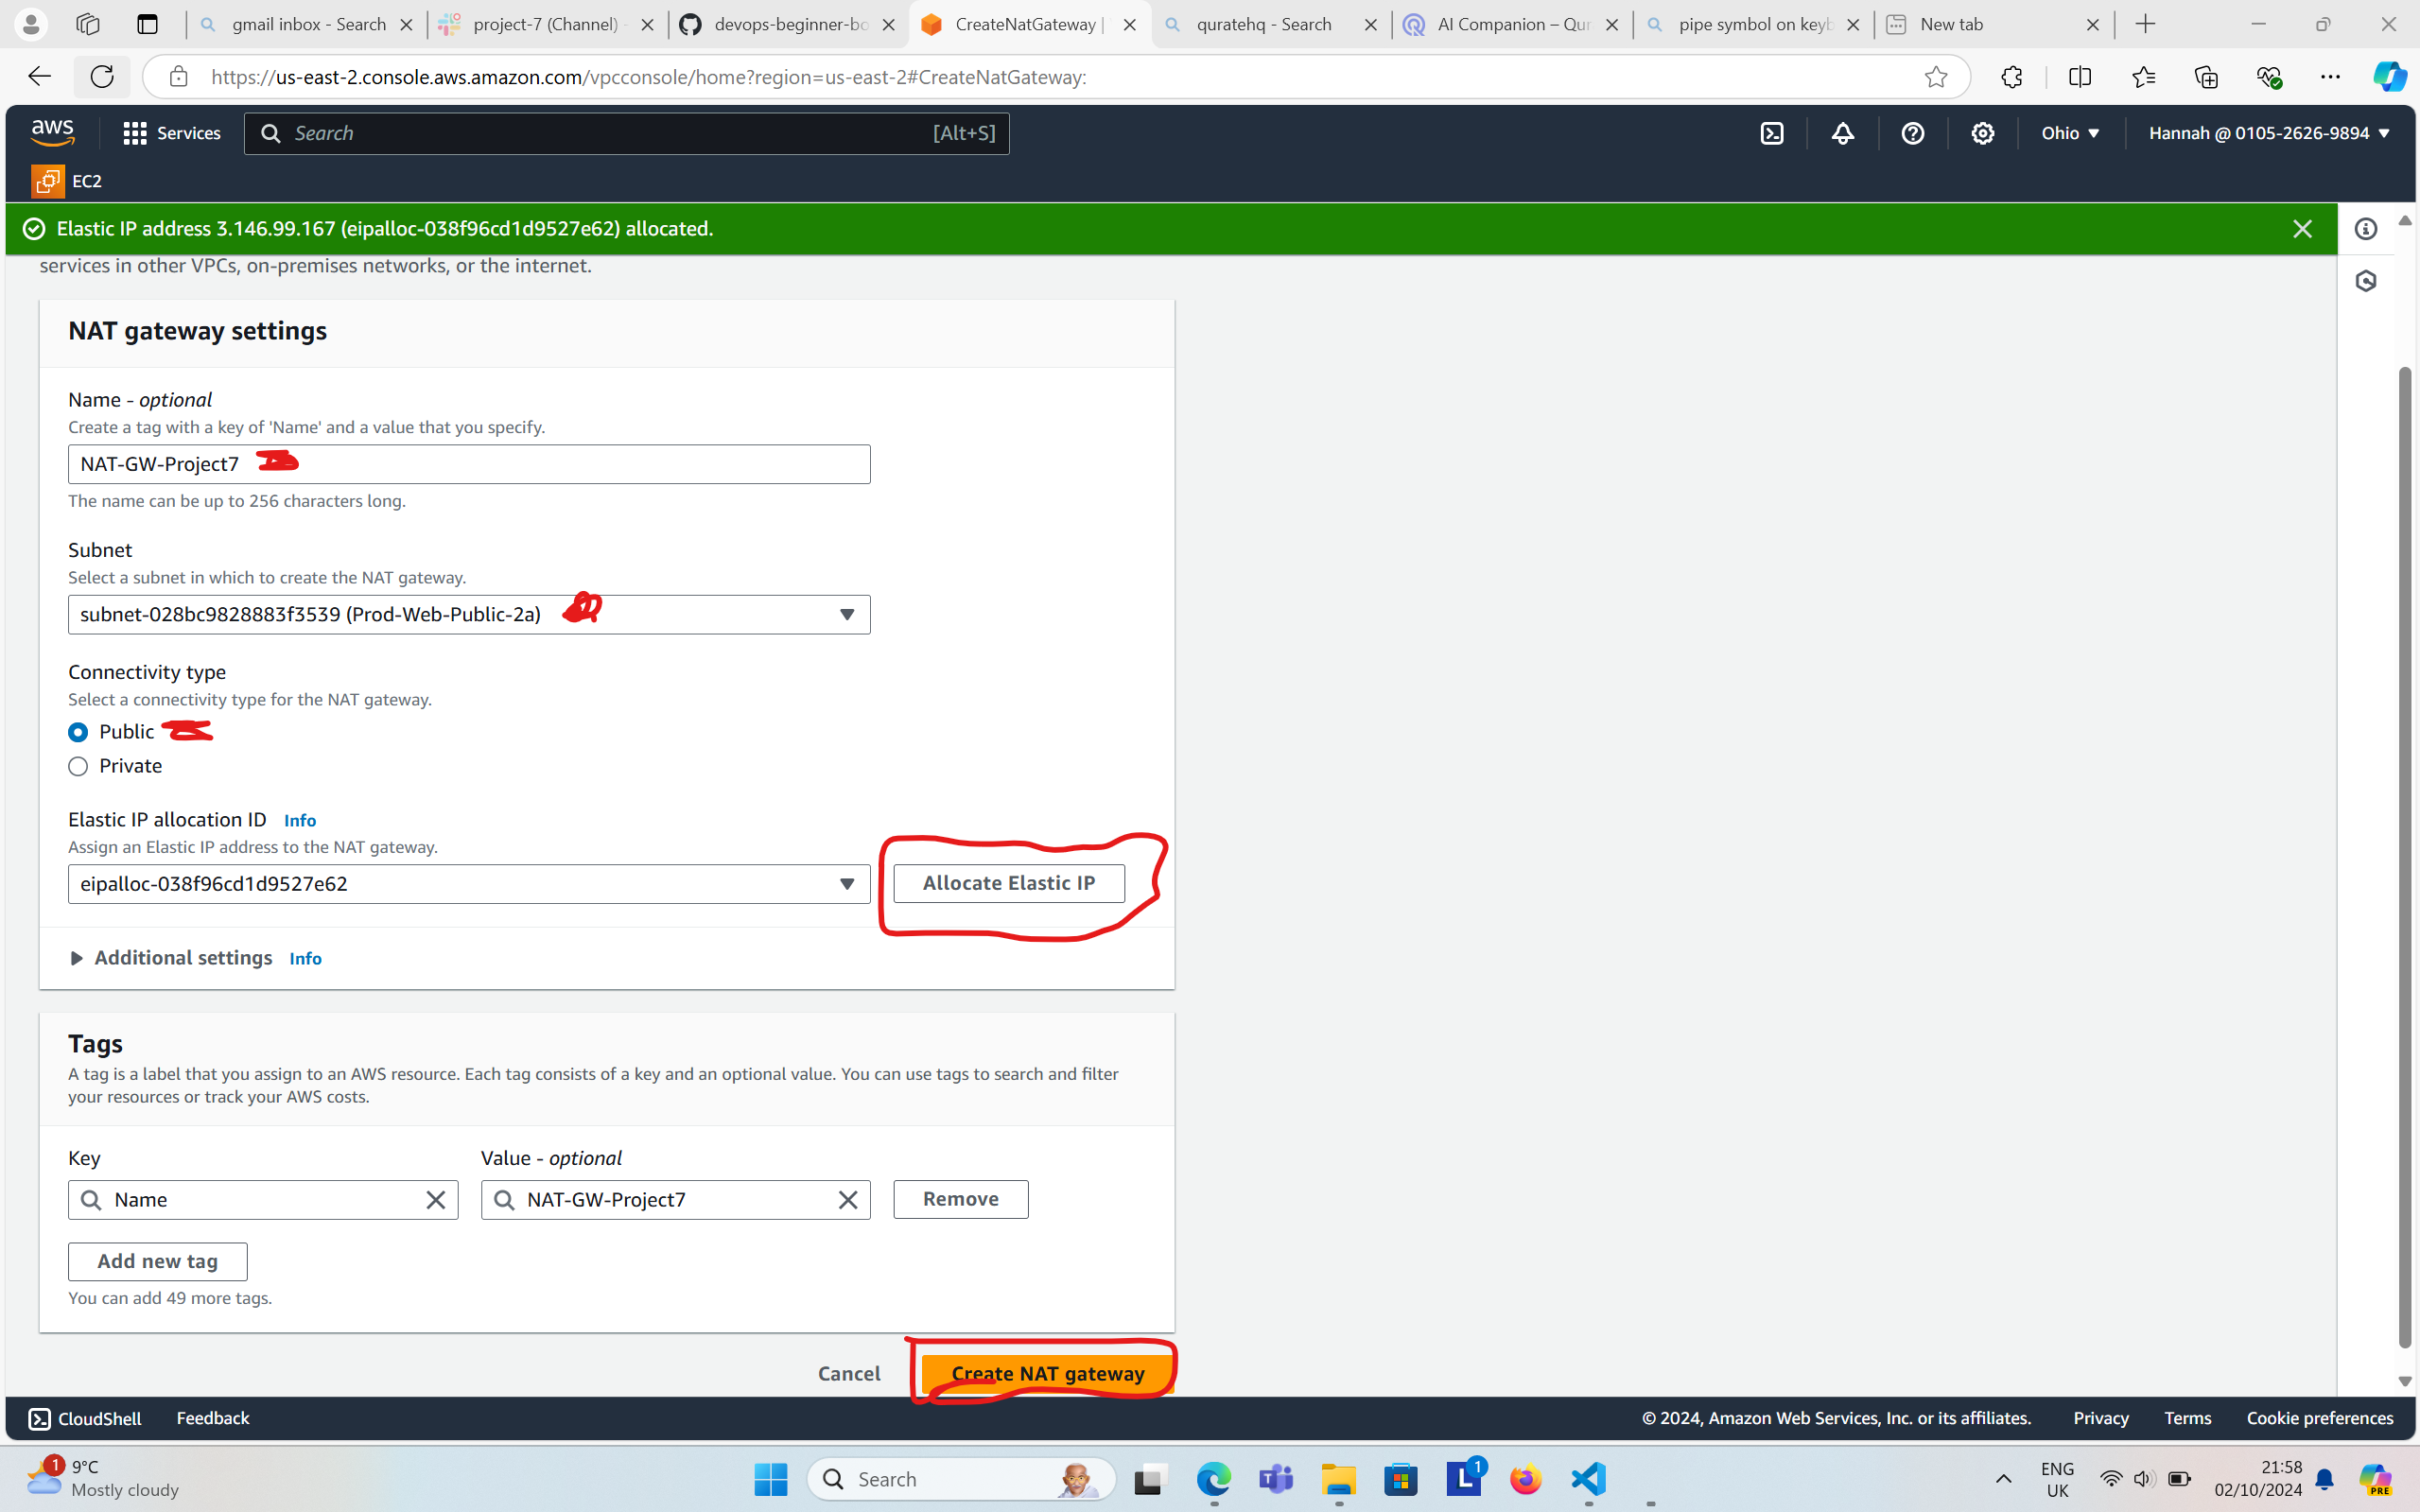 gmail inbox - Search
project-7 (Channel) -
devops-beginner-bo
CreateNatGateway |
quratehq - Search
AI Companion – Qur
pipe symbol on keyb
New tab
https://us-east-2.console.aws.amazon.com/vpcconsole/home?region=us-east-2#CreateNatGateway:
aws
Services
Search
[Alt+S]
Ohio
Hannah @ 0105-2626-9894
EC2
Elastic IP address 3.146.99.167 (eipalloc-038f96cd1d9527e62) allocated.
services in other VPCs, on-premises networks, or the internet.
NAT gateway settings
Name - optional
Create a tag with a key of 'Name' and a value that you specify.
NAT-GW-Project7
The name can be up to 256 characters long.
Subnet
Select a subnet in which to create the NAT gateway.
subnet-028bc9828883f3539 (Prod-Web-Public-2a)
Connectivity type
Select a connectivity type for the NAT gateway.
Public
Private
Elastic IP allocation ID Info
Assign an Elastic IP address to the NAT gateway.
eipalloc-038f96cd1d9527e62
Allocate Elastic IP
Additional settings Info
Tags
A tag is a label that you assign to an AWS resource. Each tag consists of a key and an optional value. You can use tags to search and filter
your resources or track your AWS costs.
Key
Value - optional
Name
NAT-GW-Project7
Remove
Add new tag
You can add 49 more tags.
Cancel
Create NAT gateway
CloudShell
Feedback
© 2024, Amazon Web Services, Inc. or its affiliates.
Privacy
Terms
Cookie preferences
1
9°C
Mostly cloudy
Search
L
1
ENG
UK
21:58
02/10/2024
PRE